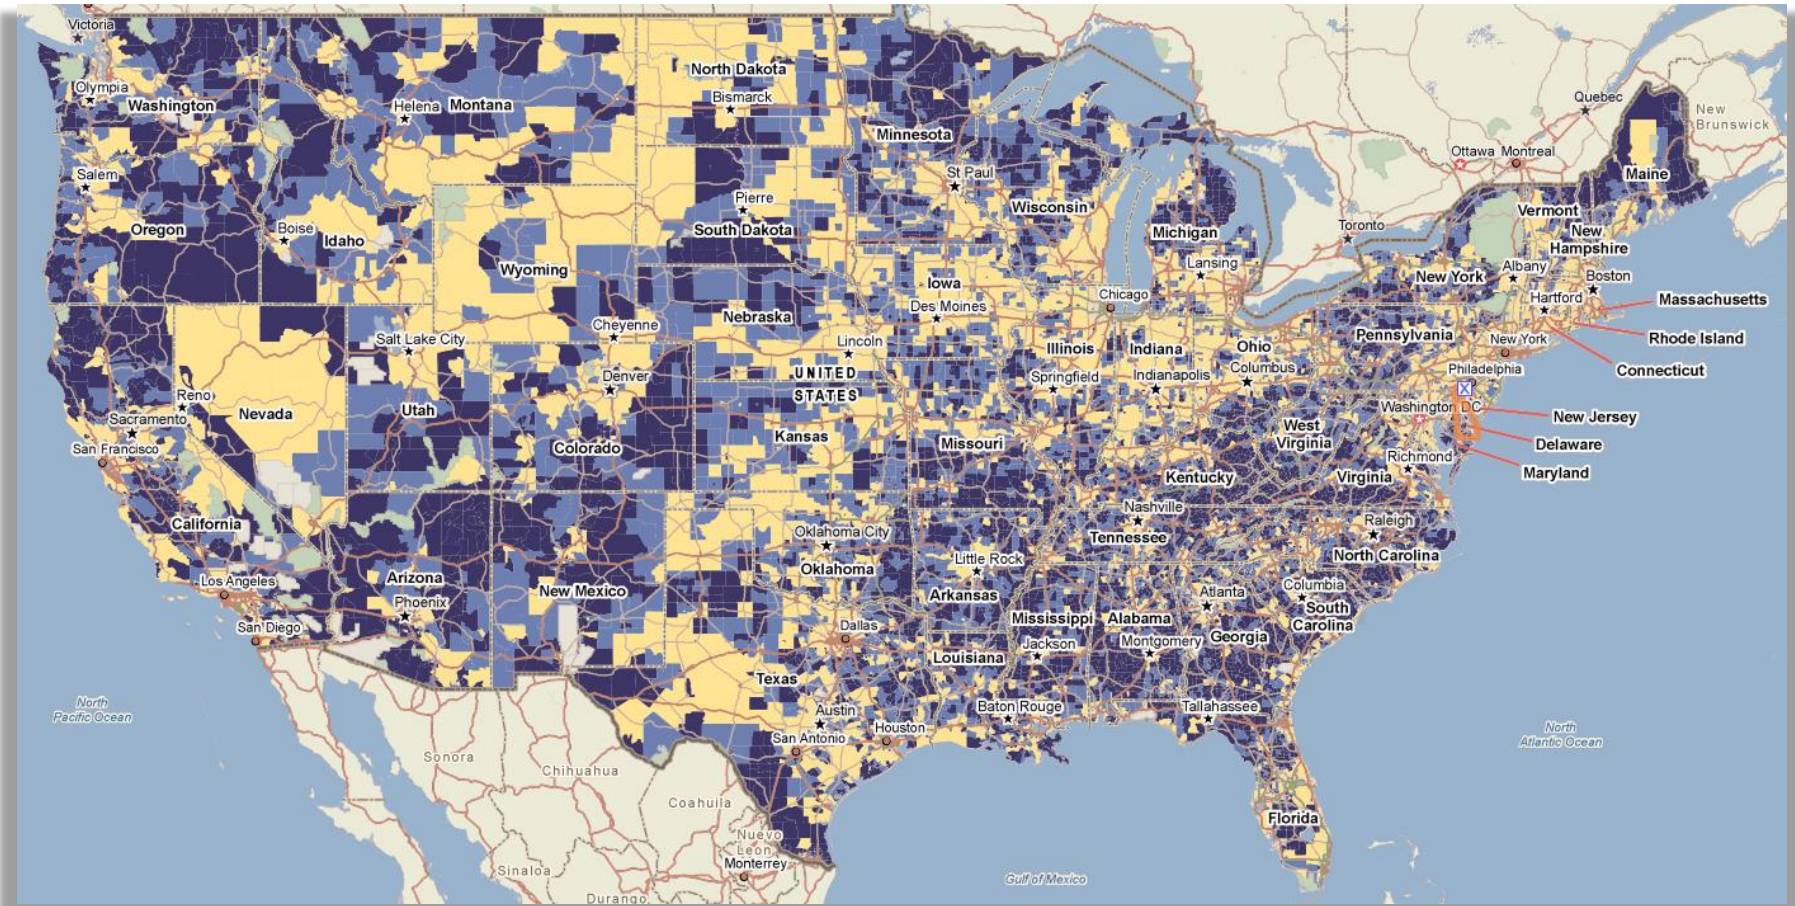 Victoria
Olympia
Washington
Helena
Montana
North Dakota
Bismarck
Minnesota
Quebec
New
Brunswick
Ottawa
Montreal
Maine
Salem
St Paul
Pierre
Wisconsin
Vermont
Oregon
Boise
Idaho
South Dakota
Michigan
Toronto
New
Hampshire
Wyoming
Lansing
New York
Albany
Boston
Iowa
Chicago
Hartford
Massachusetts
Des Moines
Nebraska
Cheyenne
Salt Lake City
Lincoln
Illinois
Indiana
Ohio
Pennsylvania
New York
Rhode Island
UNITED
STATES
Denver
Springfield
Indianapolis
Columbus
Philadelphia
Connecticut
Reno
Nevada
Utah
Sacramento
San Francisco
Washington DC
New Jersey
Kansas
Missouri
West
Virginia
Delaware
Colorado
Richmond
Maryland
Kentucky
Virginia
California
Nashville
Raleigh
Oklahoma City
Tennessee
North Carolina
Little Rock
Oklahoma
Los Angeles
Arizona
New Mexico
Phoenix
Arkansas
Atlanta
Columbia
South
Carolina
San Diego
Dallas
Mississippi
Alabama
Georgia
Jackson
Montgomery
Louisiana
Texas
North
Pacific Ocean
Austin
Baton Rouge
Tallahassee
San Antonio
Houston
North
Atlantic Ocean
Sonora
Chihuahua
Coahuila
Florida
Nuevo
Leon
Monterrey
Sinaloa
Durango
Gulf of Mexico